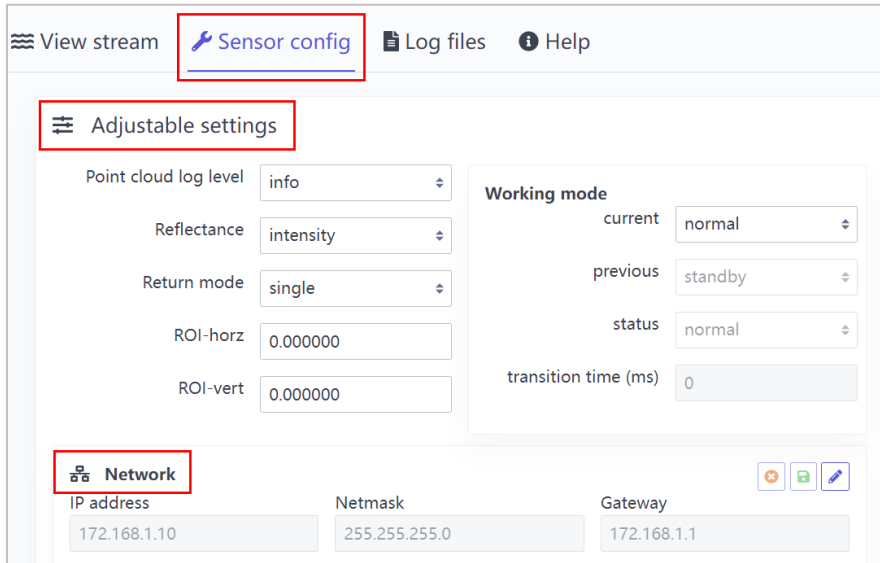 View stream Sensor config Log files Help
Adjustable settings
Point cloud log level info
Reflectance intensity
Return mode single
ROI-horz 0.000000
ROI-vert 0.000000
Working mode
current normal
previous standby
status normal
transition time (ms) 0
Network
IP address Netmask Gateway
172.168.1.10 255.255.255.0 172.168.1.1